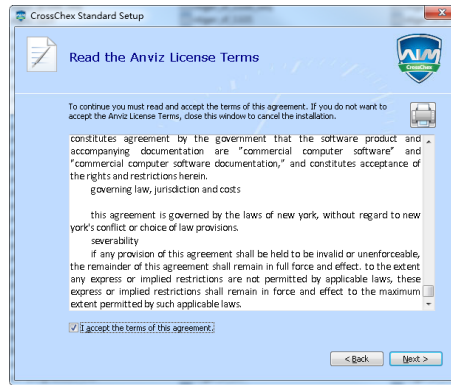 CrossChex Standard Setup
Read the Anviz License Terms
CrossChex
To continue you must read and accept the terms of this agreement. If you do not want to
accept the Anviz License Terms, close this window to cancel the installation.
constitutes agreement by the government that the software product and
accompanying documentation are "commercial computer software" and
"commercial computer software documentation," and constitutes acceptance of
the rights and restrictions herein.
governing law, jurisdiction and costs
this agreement is governed by the laws of new york, without regard to new
york's conflict or choice of law provisions.
severability
if any provision of this agreement shall be held to be invalid or unenforceable,
the remainder of this agreement shall remain in full force and effect. to the extent
any express or implied restrictions are not permitted by applicable laws, these
express or implied restrictions shall remain in force and effect to the maximum
extent permitted by such applicable laws.
I accept the terms of this agreement.
< Back
Next >